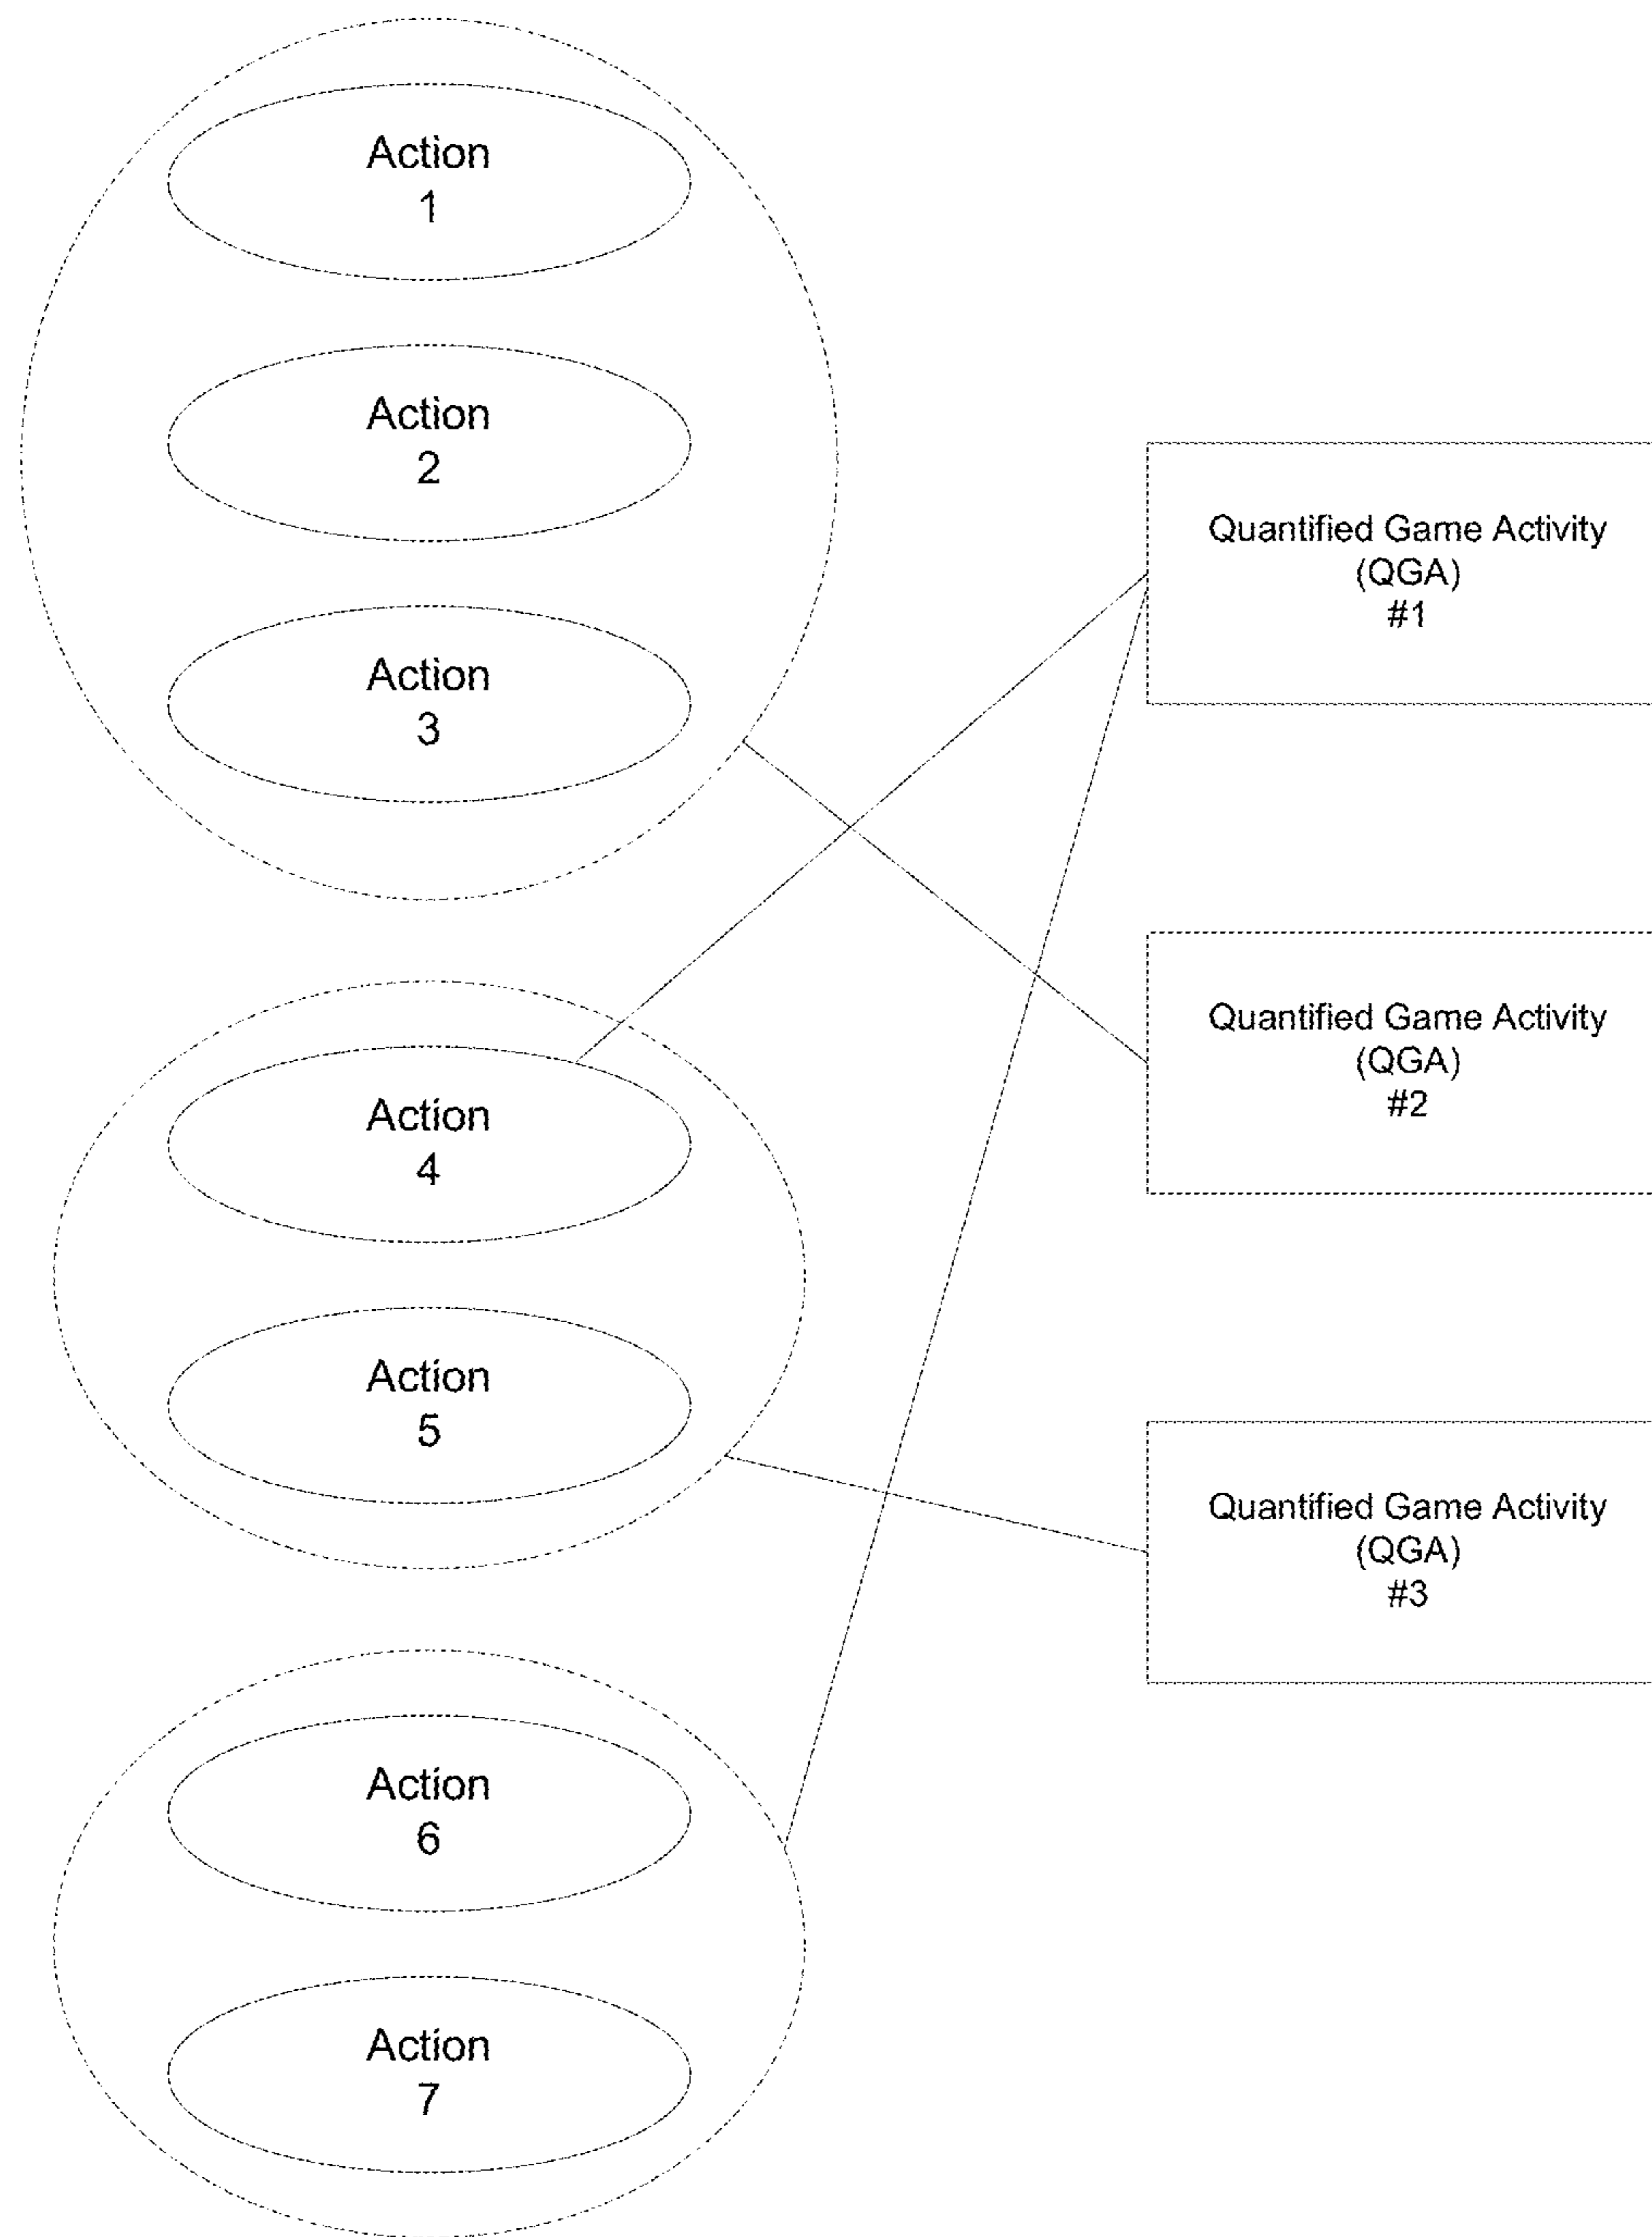 Action
1
Action
2
Action
3
Action
4
Action
5
Action
6
Action
7
Quantified Game Activity
(QGA)
#1
Quantified Game Activity
(QGA)
#2
Quantified Game Activity
(QGA)
#3